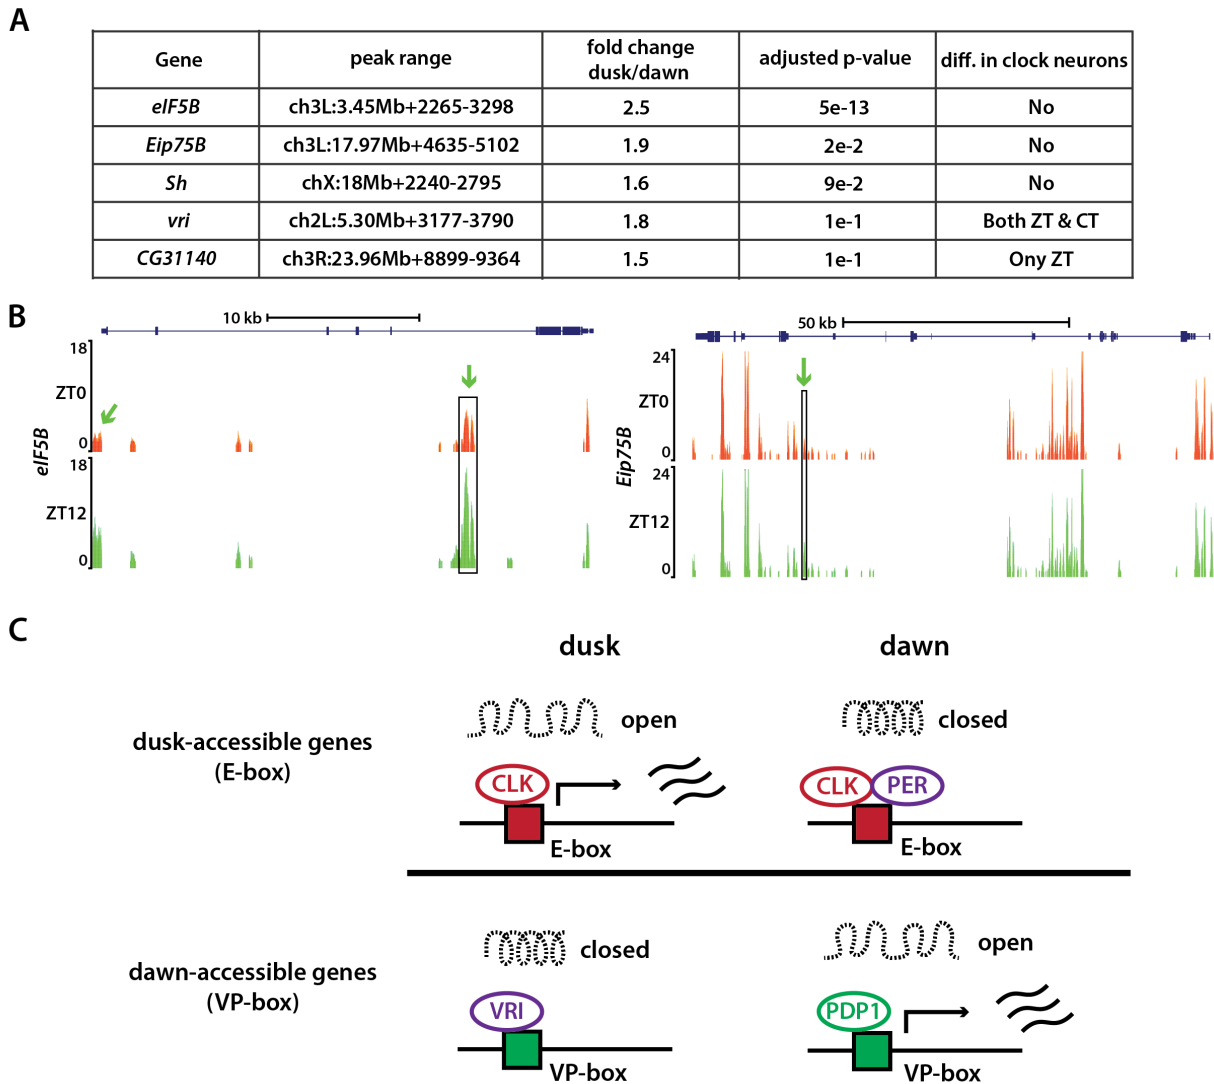 A
Gene peak range fold change dusk/dawn adjusted p-value diff. in clock neurons
eIF5B ch3L:3.45Mb+2265-3298 2.5 5e-13 No
Eip75B ch3L:17.97Mb+4635-5102 1.9 2e-2 No
Sh chX:18Mb+2240-2795 1.6 9e-2 No
vri ch2L:5.30Mb+3177-3790 1.8 1e-1 Both ZT & CT
CG31140 ch3R:23.96Mb+8899-9364 1.5 1e-1 Ony ZT
B
10 kb
18
ZT0
0
18
ZT12
0
eIF5B
50 kb
24
ZT0
0
24
ZT12
0
Eip75B
C
dusk dawn
dusk-accessible genes
(E-box)
open
CLK
E-box
closed
CLK PER
E-box
dawn-accessible genes
(VP-box)
closed
VRI
VP-box
open
PDP1
VP-box